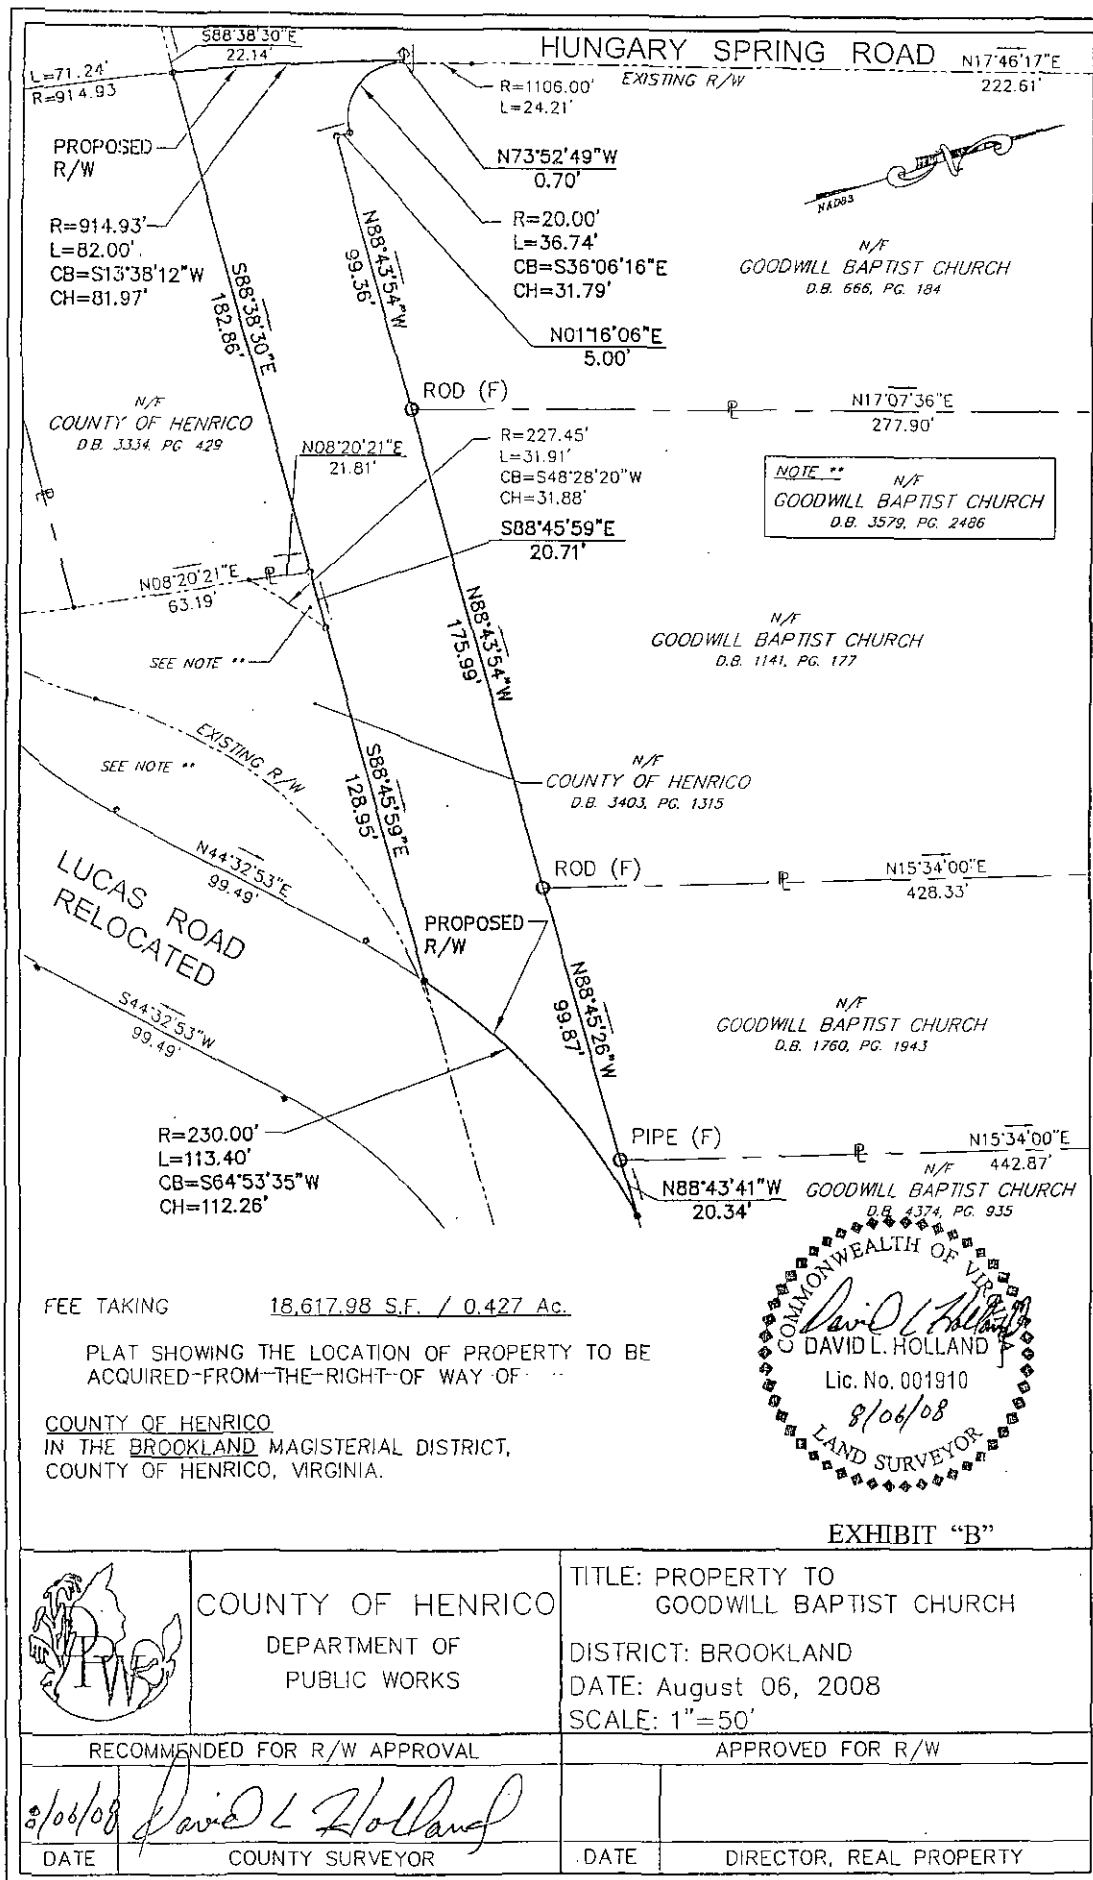 S88°38'30"E
22.14'
HUNGARY SPRING ROAD
N17°46'17"E
222.61'
EXISTING R/W
L=71.24'
R=914.93
R=1106.00'
L=24.21'
PROPOSED
R/W
N73°52'49"W
0.70'
NAD83
R=914.93'
L=82.00'
CB=S13°38'12"W
CH=81.97'
R=20.00'
L=36.74'
CB=S36°06'16"E
CH=31.79'
N/F
GOODWILL BAPTIST CHURCH
D.B. 666, PG. 184
N88°43'54"W
99.36'
S88°38'30"E
182.86'
N01°16'06"E
5.00'
ROD (F)
N17°07'36"E
277.90'
N/F
COUNTY OF HENRICO
D.B. 3334, PG. 429
N08°20'21"E
21.81'
R=227.45'
L=31.91'
CB=S48°28'20"W
CH=31.88'
NOTE **
N/F
GOODWILL BAPTIST CHURCH
D.B. 3579, PG. 2486
S88°45'59"E
20.71'
N08°20'21"E
63.19'
N88°43'54"W
175.99'
N/F
GOODWILL BAPTIST CHURCH
D.B. 1141, PG. 177
SEE NOTE **
EXISTING R/W
SEE NOTE **
S88°45'59"E
128.95'
N/F
COUNTY OF HENRICO
D.B. 3403, PG. 1315
N44°32'53"E
99.49'
LUCAS ROAD
RELOCATED
ROD (F)
N15°34'00"E
428.33'
PROPOSED
R/W
N88°45'26"W
99.87'
S44°32'53"W
99.49'
N/F
GOODWILL BAPTIST CHURCH
D.B. 1760, PG. 1943
R=230.00'
L=113.40'
CB=S64°53'35"W
CH=112.26'
PIPE (F)
N15°34'00"E
442.87'
N88°43'41"W
20.34'
N/F
GOODWILL BAPTIST CHURCH
D.B. 4374, PG. 935
FEE TAKING 18,617.98 S.F. / 0.427 Ac.
PLAT SHOWING THE LOCATION OF PROPERTY TO BE
ACQUIRED FROM THE RIGHT OF WAY OF
COUNTY OF HENRICO
IN THE BROOKLAND MAGISTERIAL DISTRICT,
COUNTY OF HENRICO, VIRGINIA.
COMMONWEALTH OF VIRGINIA
David L Holland
DAVID L. HOLLAND
Lic. No. 001910
8/06/08
LAND SURVEYOR
EXHIBIT "B"
DPW
COUNTY OF HENRICO
DEPARTMENT OF
PUBLIC WORKS
TITLE: PROPERTY TO
GOODWILL BAPTIST CHURCH
DISTRICT: BROOKLAND
DATE: August 06, 2008
SCALE: 1"=50'
RECOMMENDED FOR R/W APPROVAL
APPROVED FOR R/W
8/06/08 David L Holland
DATE COUNTY SURVEYOR
DATE DIRECTOR, REAL PROPERTY